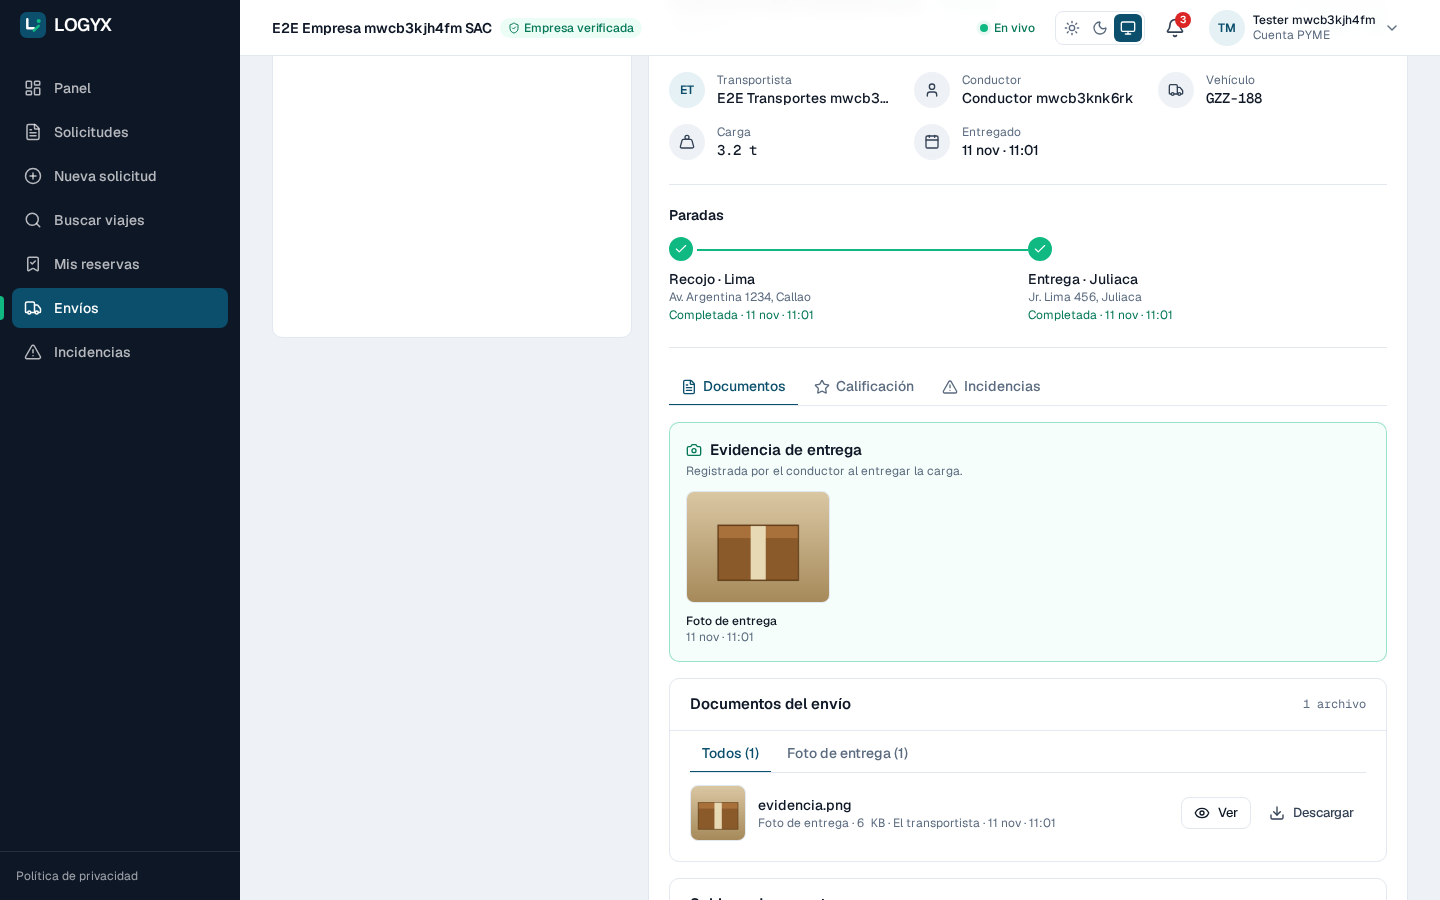 LOGYX
E2E Empresa mwcb3kjh4fm SAC
Empresa verificada
En vivo
3
TM
Tester mwcb3kjh4fm
Cuenta PYME
Panel
Solicitudes
Nueva solicitud
Buscar viajes
Mis reservas
Envíos
Incidencias
Política de privacidad
ET
Transportista
E2E Transportes mwcb3...
Conductor
Conductor mwcb3knk6rk
Vehículo
GZZ-188
Carga
3.2 t
Entregado
11 nov · 11:01
Paradas
Recojo · Lima
Av. Argentina 1234, Callao
Completada · 11 nov · 11:01
Entrega · Juliaca
Jr. Lima 456, Juliaca
Completada · 11 nov · 11:01
Documentos
Calificación
Incidencias
Evidencia de entrega
Registrada por el conductor al entregar la carga.
Foto de entrega
11 nov · 11:01
Documentos del envío
1 archivo
Todos (1)
Foto de entrega (1)
evidencia.png
Foto de entrega · 6 KB · El transportista · 11 nov · 11:01
Ver
Descargar